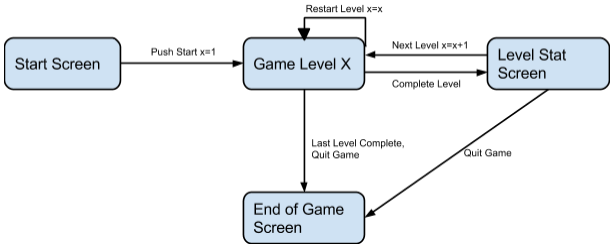 Restart Level x=x
Push Start x=1
Next Level x=x+1
Start Screen
Game Level X
Level Stat
Screen
Complete Level
Last Level Complete,
Quit Game
Quit Game
End of Game
Screen